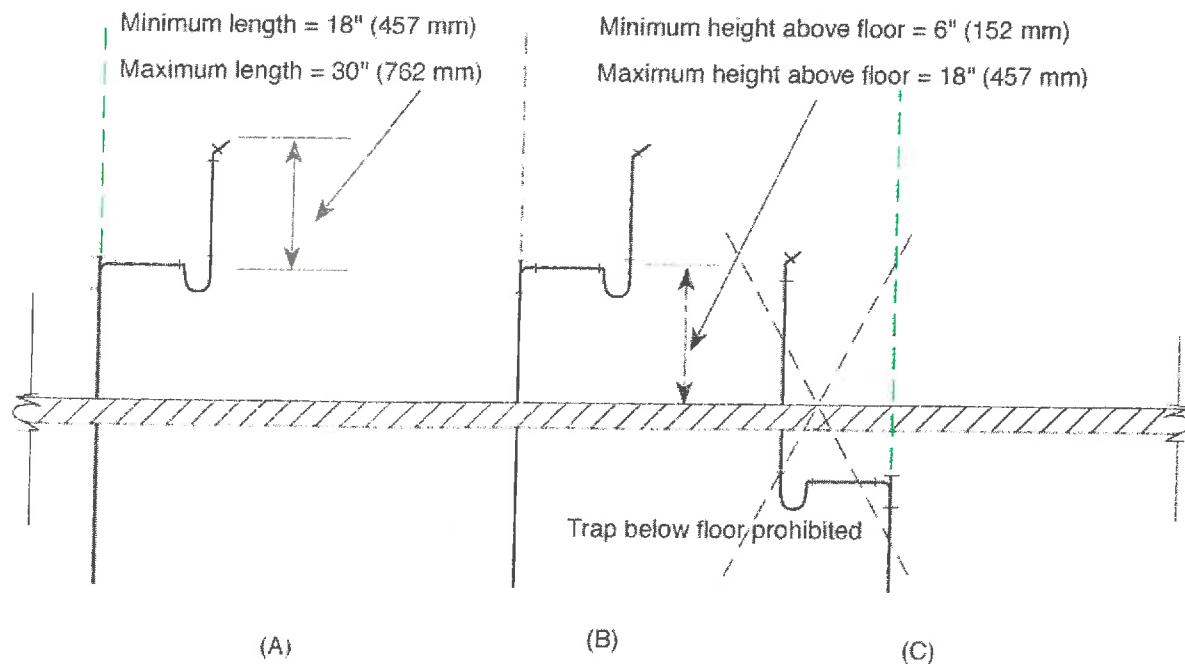 Minimum length = 18" (457 mm)
Maximum length = 30" (762 mm)
Minimum height above floor = 6" (152 mm)
Maximum height above floor = 18" (457 mm)
Trap below floor prohibited
(A)
(B)
(C)